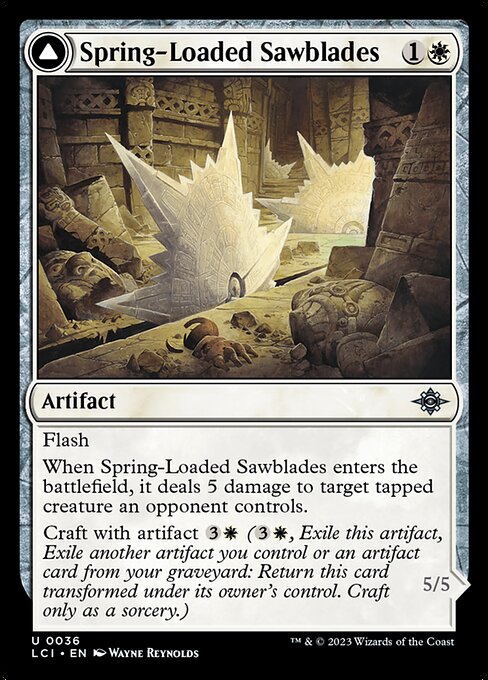 Spring-Loaded Sawblades 1
Artifact
Flash
When Spring-Loaded Sawblades enters the
battlefield, it deals 5 damage to target tapped
creature an opponent controls.
Craft with artifact 3 (3, Exile this artifact,
Exile another artifact you control or an artifact
card from your graveyard: Return this card
transformed under its owner's control. Craft
only as a sorcery.)
5/5
U 0036
LCI • EN Wayne Reynolds
™ & © 2023 Wizards of the Coast